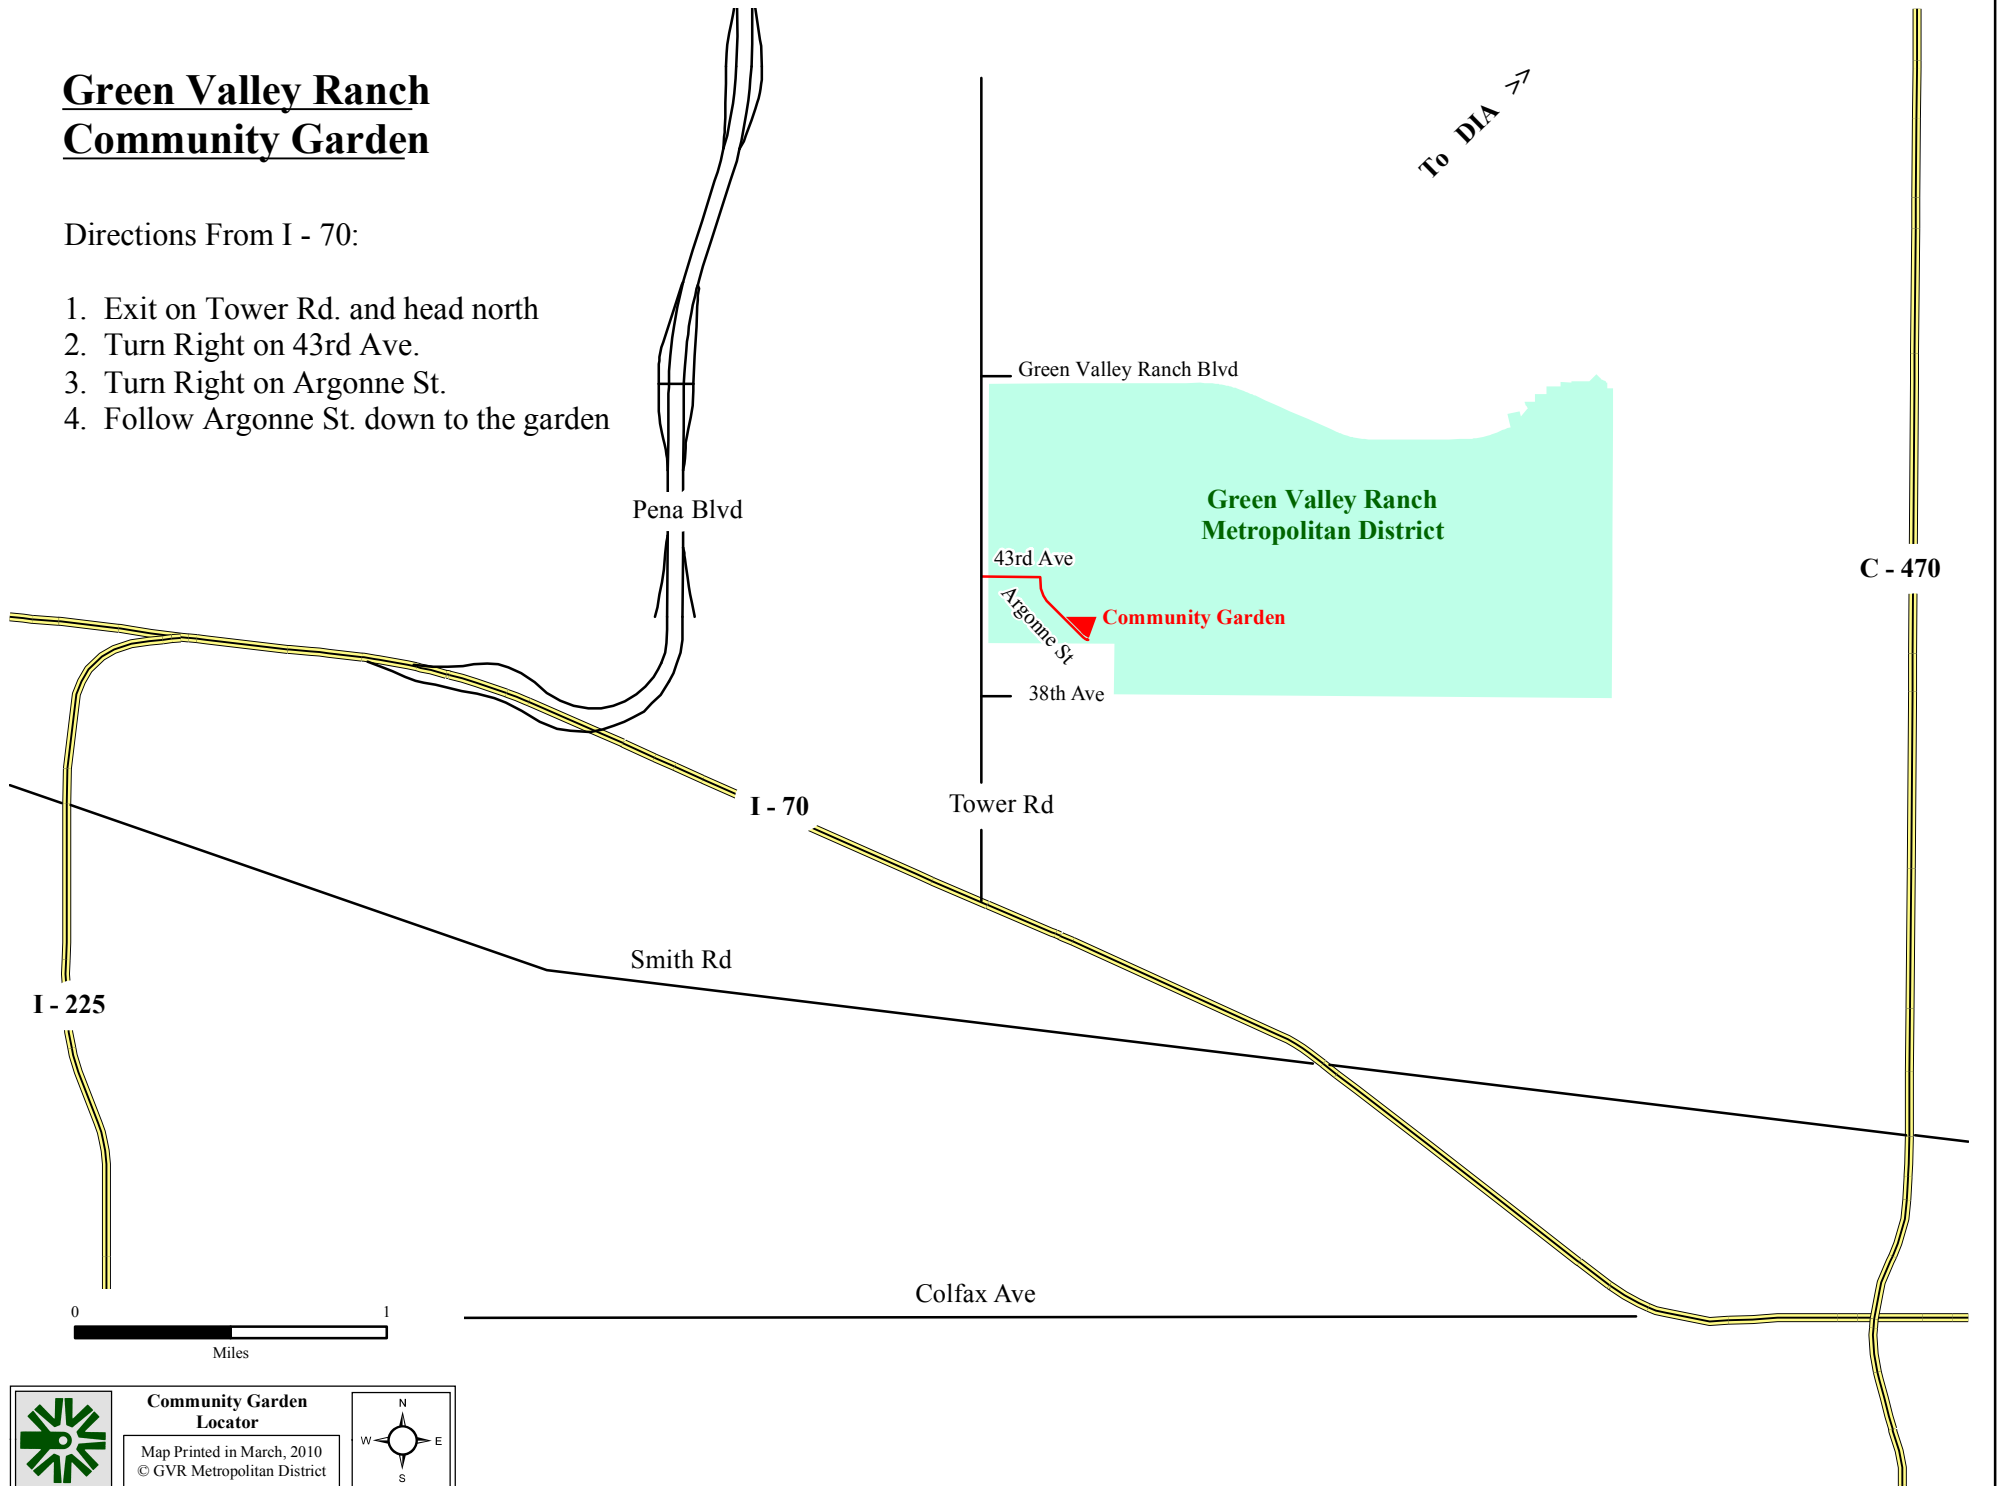 Green Valley Ranch
Community Garden
Directions From I - 70:
1. Exit on Tower Rd. and head north
2. Turn Right on 43rd Ave.
3. Turn Right on Argonne St.
4. Follow Argonne St. down to the garden
To DIA >>
Green Valley Ranch Blvd
Pena Blvd
Green Valley Ranch
Metropolitan District
43rd Ave
C - 470
Argonne St
Community Garden
38th Ave
I - 70
Tower Rd
Smith Rd
I - 225
Colfax Ave
0 1
Miles
Community Garden
Locator
Map Printed in March, 2010
© GVR Metropolitan District
N
W E
S